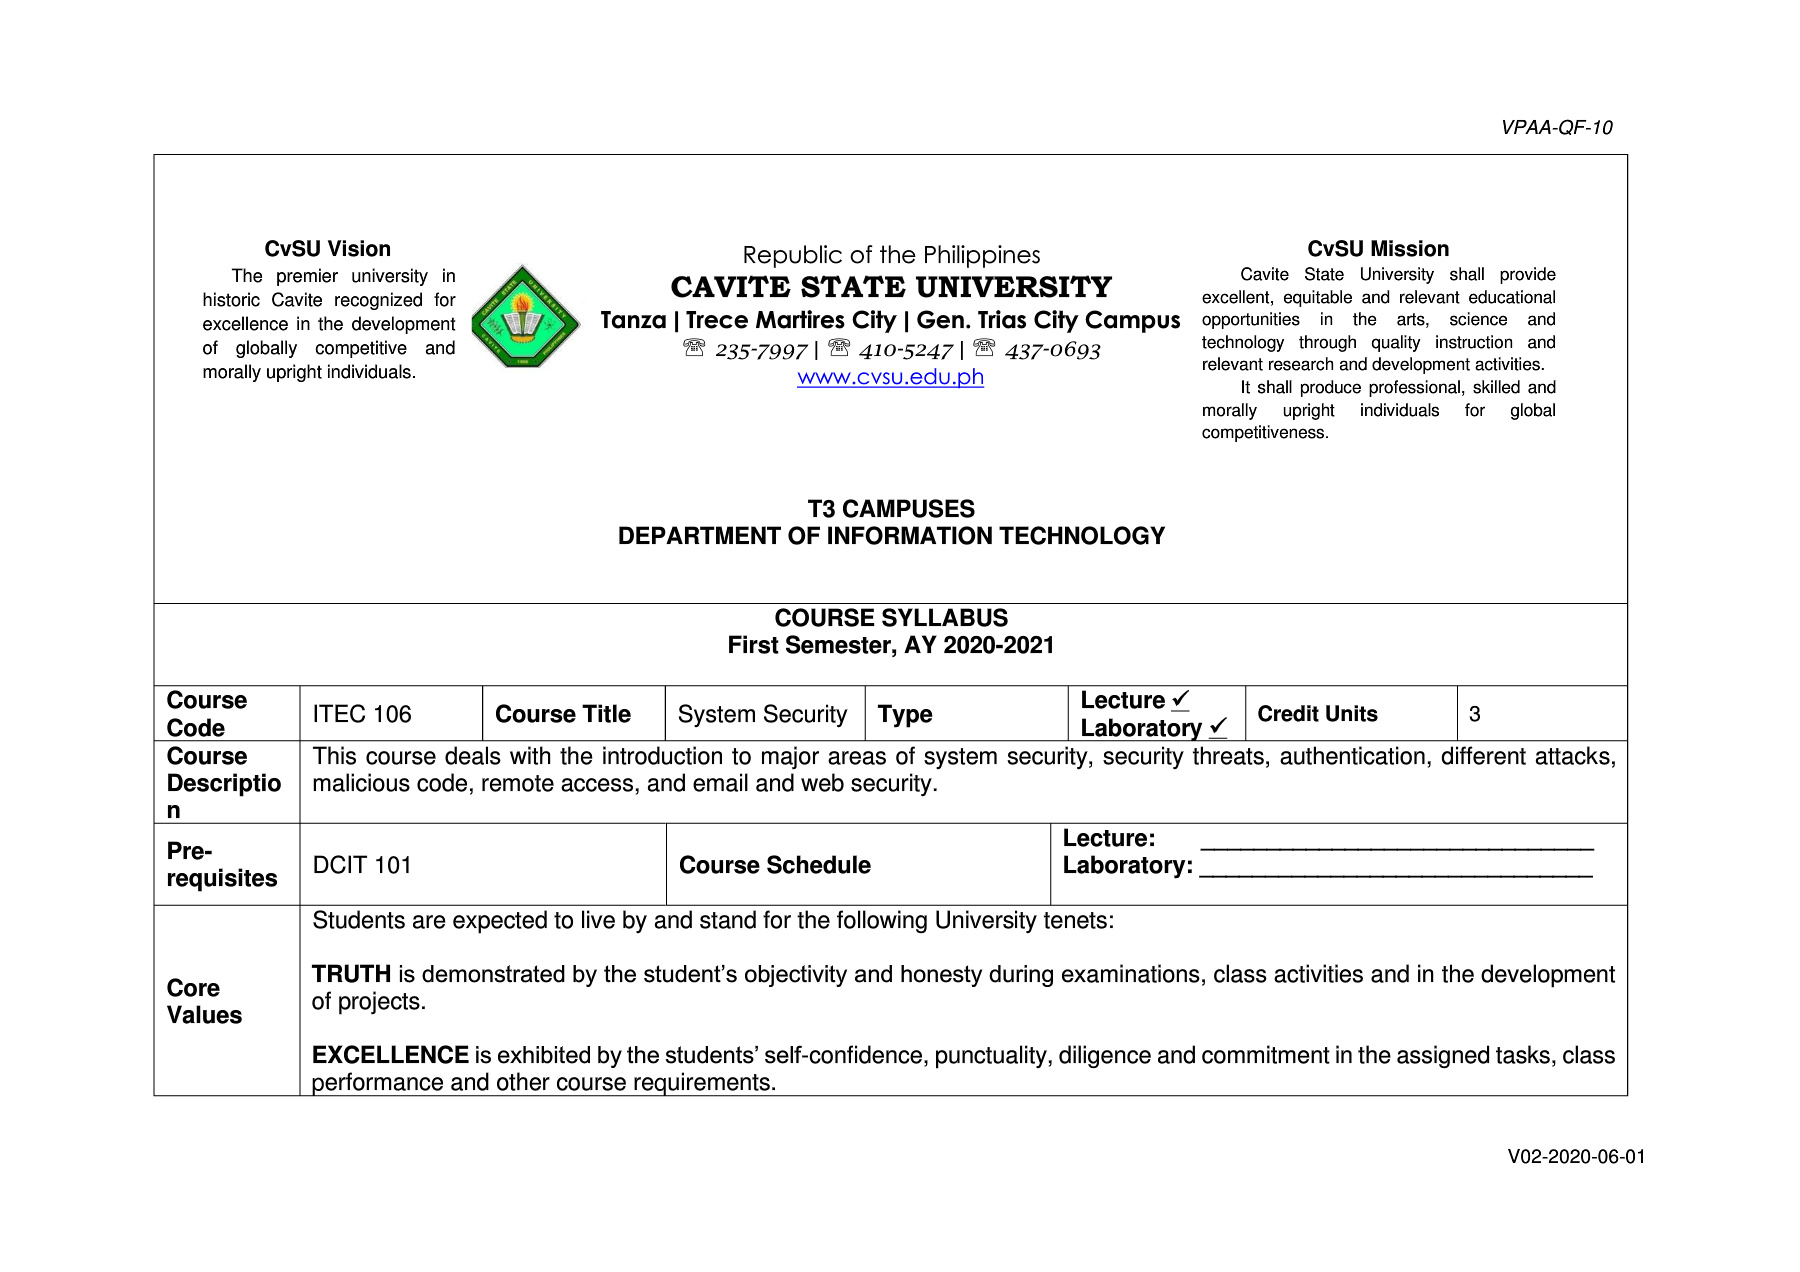 VPAA-QF-10
CvSU Vision
The premier university in
historic Cavite recognized for
excellence in the development
of globally competitive and
morally upright individuals.
Republic of the Philippines
CAVITE STATE UNIVERSITY
Tanza | Trece Martires City | Gen. Trias City Campus
☏ 235-7997 | ☏ 410-5247 | ☏ 437-0693
www.cvsu.edu.ph
CvSU Mission
Cavite State University shall provide
excellent, equitable and relevant educational
opportunities in the arts, science and
technology through quality instruction and
relevant research and development activities.
It shall produce professional, skilled and
morally upright individuals for global
competitiveness.
T3 CAMPUSES
DEPARTMENT OF INFORMATION TECHNOLOGY
COURSE SYLLABUS
First Semester, AY 2020-2021
Course
Code
ITEC 106
Course Title
System Security
Type
Lecture ✓
Laboratory ✓
Credit Units
3
Course
Descriptio
n
This course deals with the introduction to major areas of system security, security threats, authentication, different attacks,
malicious code, remote access, and email and web security.
Pre-
requisites
DCIT 101
Course Schedule
Lecture: ______________________________
Laboratory: ______________________________
Core
Values
Students are expected to live by and stand for the following University tenets:
TRUTH is demonstrated by the student’s objectivity and honesty during examinations, class activities and in the development
of projects.
EXCELLENCE is exhibited by the students’ self-confidence, punctuality, diligence and commitment in the assigned tasks, class
performance and other course requirements.
V02-2020-06-01